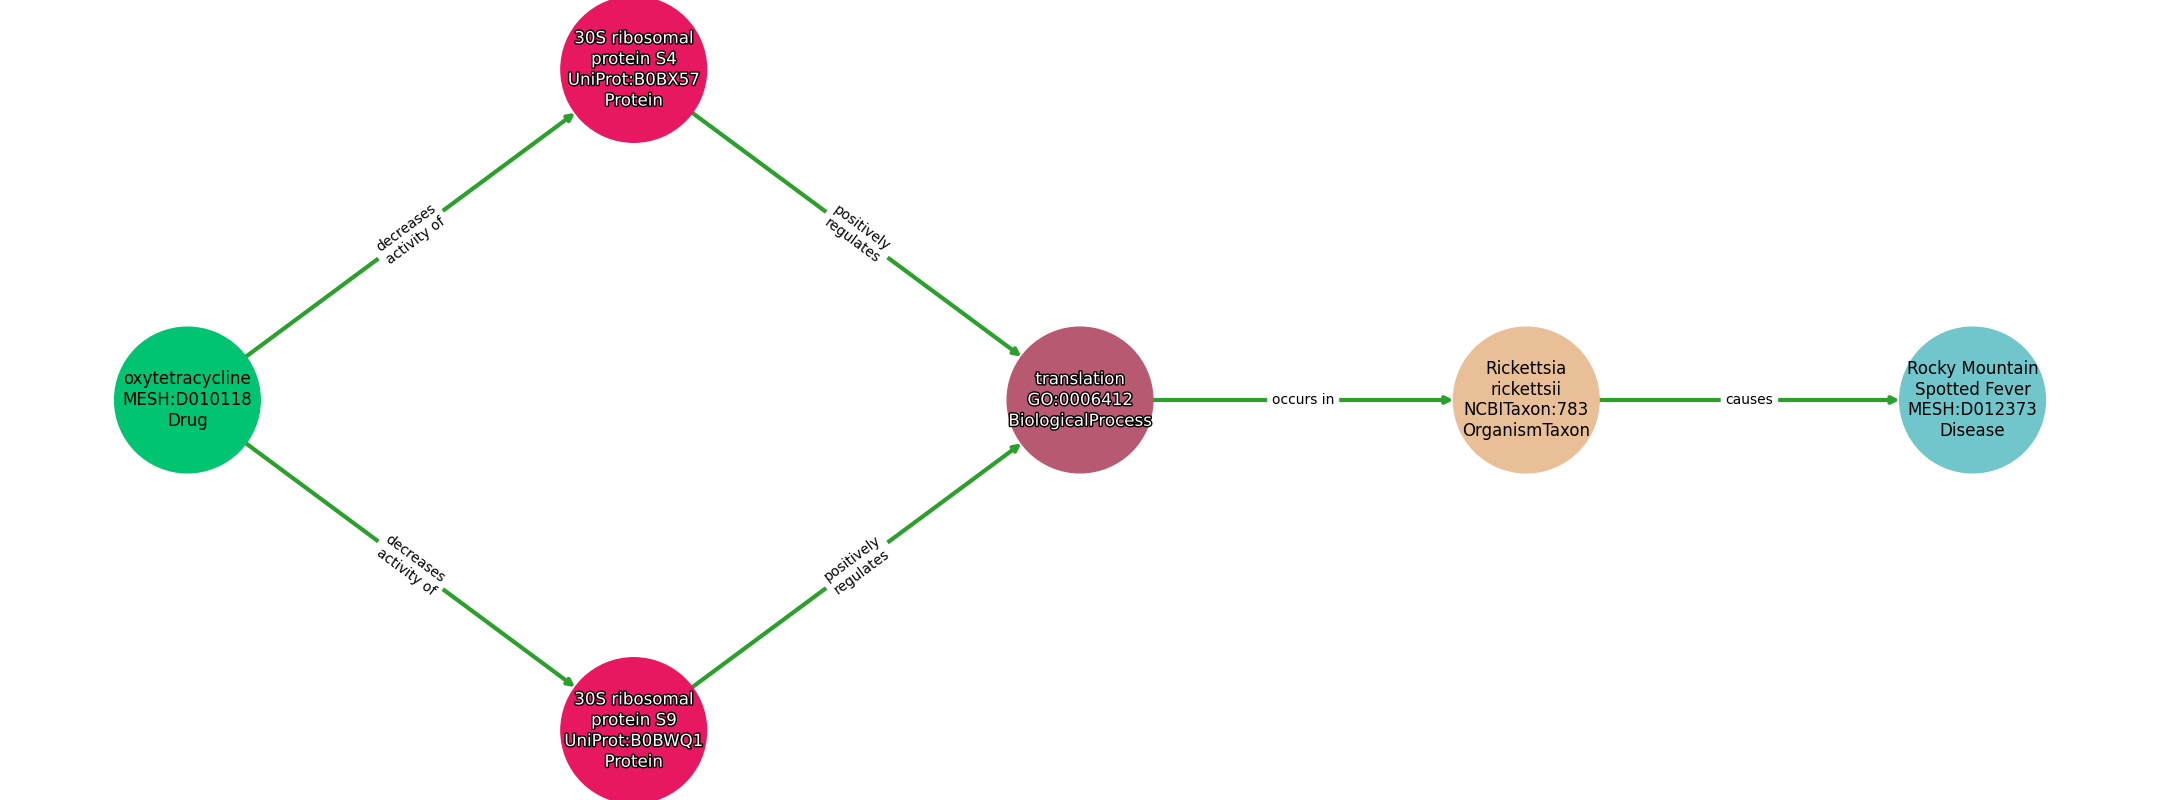 30S ribosomal
protein S4
UniProt:B0BX57
Protein
decreases
activity of
positively
regulates
oxytetracycline
MESH:D010118
Drug
translation
GO:0006412
BiologicalProcess
occurs in
Rickettsia
rickettsii
NCBITaxon:783
OrganismTaxon
causes
Rocky Mountain
Spotted Fever
MESH:D012373
Disease
decreases
activity of
positively
regulates
30S ribosomal
protein S9
UniProt:B0BWQ1
Protein